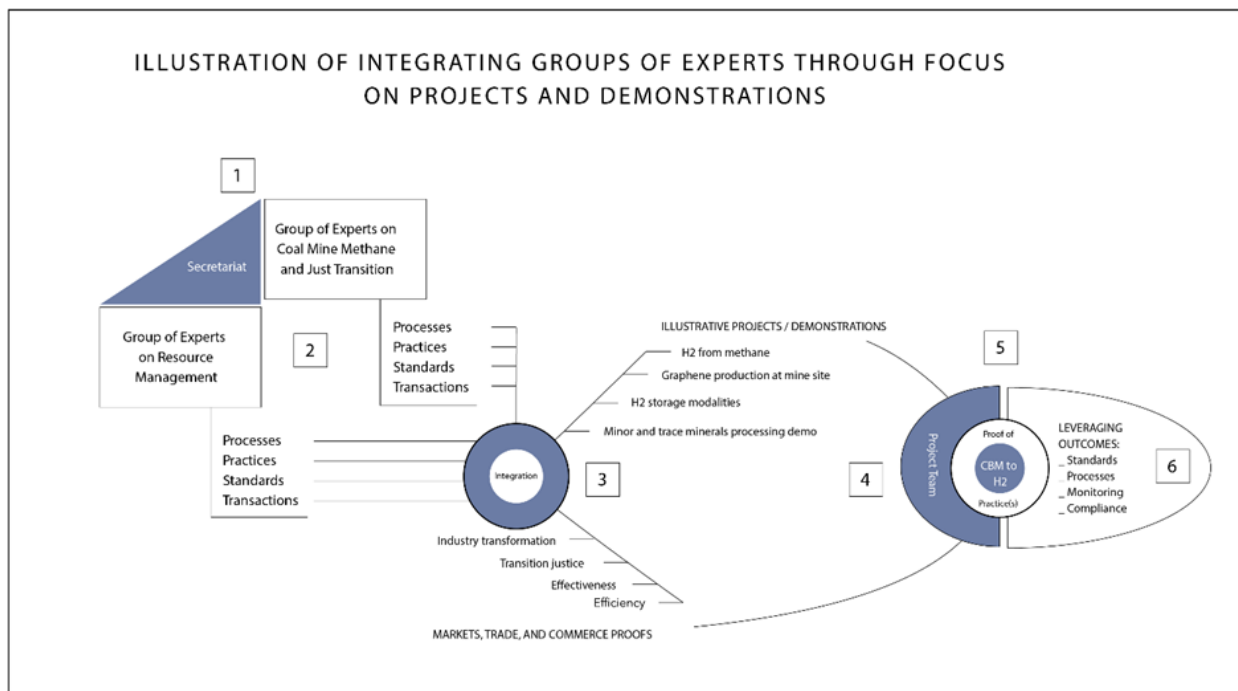 ILLUSTRATION OF INTEGRATING GROUPS OF EXPERTS THROUGH FOCUS
ON PROJECTS AND DEMONSTRATIONS
1
Secretariat
Group of Experts on
Coal Mine Methane
and Just Transition
Group of Experts
on Resource
Management
2
Processes
Practices
Standards
Transactions
Processes
Practices
Standards
Transactions
Integration
3
ILLUSTRATIVE PROJECTS / DEMONSTRATIONS
H2 from methane
Graphene production at mine site
H2 storage modalities
Minor and trace minerals processing demo
Industry transformation
Transition justice
Effectiveness
Efficiency
MARKETS, TRADE, AND COMMERCE PROOFS
4
Project Team
5
Proof of
CBM to
H2
Practice(s)
LEVERAGING
OUTCOMES:
_ Standards
_ Processes
_ Monitoring
_ Compliance
6